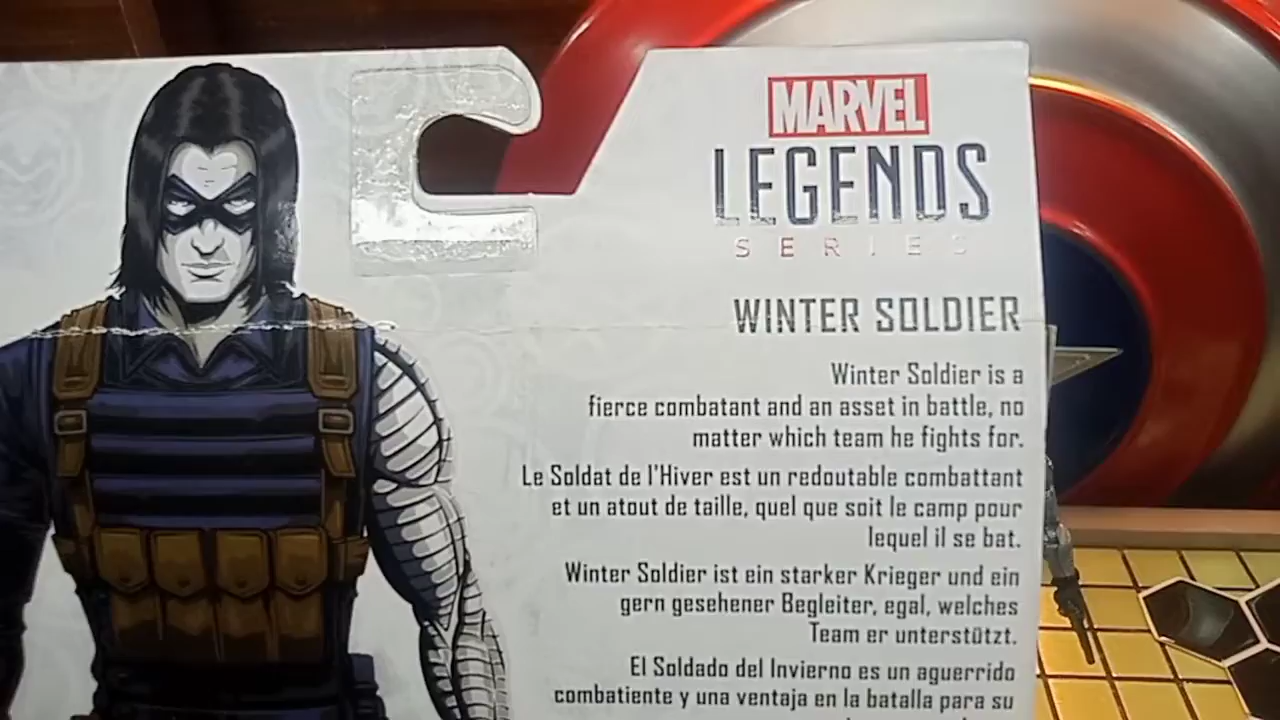 MARVEL
LEGENDS
SERIES
WINTER SOLDIER
Winter Soldier is a
fierce combatant and an asset in battle, no
matter which team he fights for.
Le Soldat de l'Hiver est un redoutable combattant
et un atout de taille, quel que soit le camp pour
lequel il se bat.
Winter Soldier ist ein starker Krieger und ein
gern gesehener Begleiter, egal, welches
Team er unterstützt.
El Soldado del Invierno es un aguerrido
combatiente y una ventaja en la batalla para su